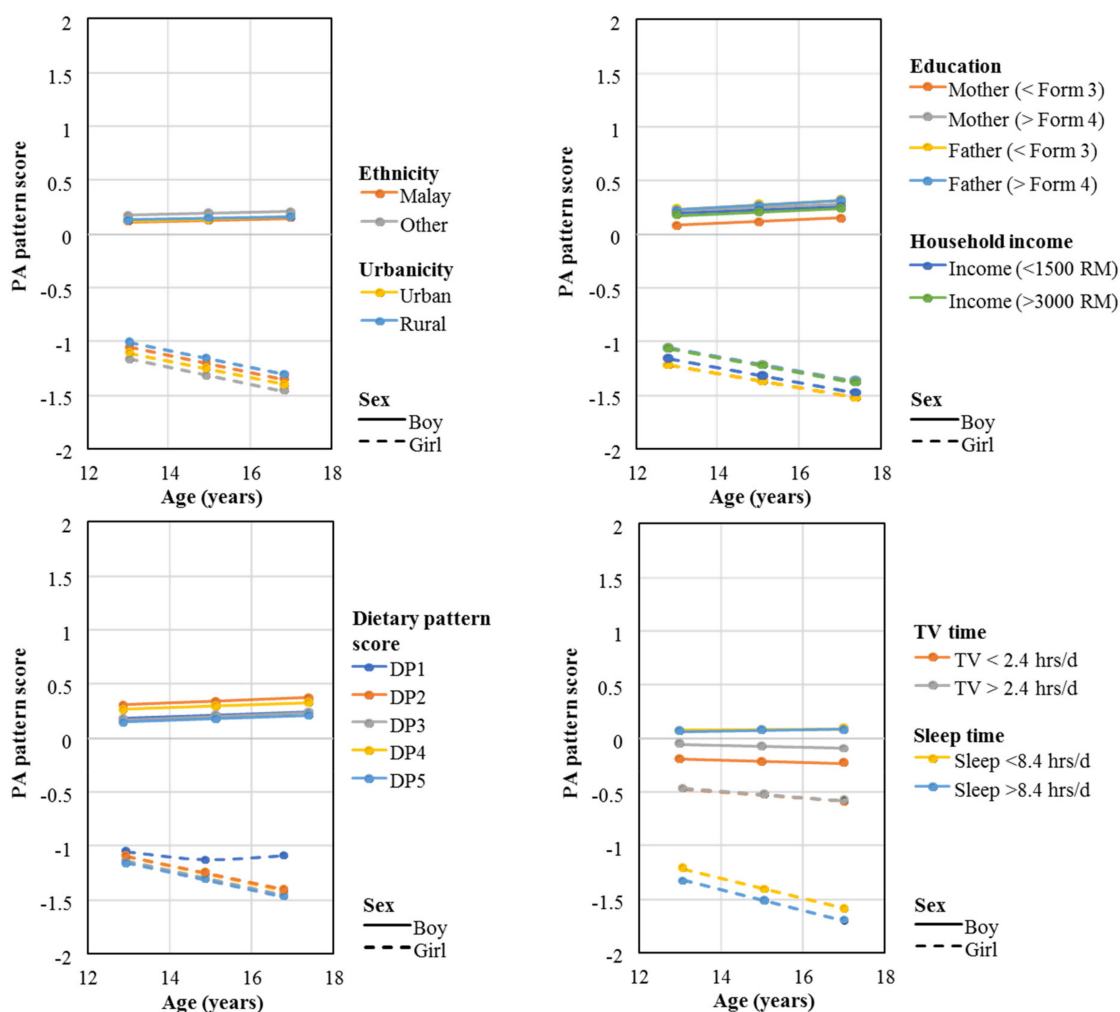 2
1.5
1
0.5
0
-0.5
-1
-1.5
-2
PA pattern score
12 14 16 18
Age (years)
Ethnicity
Malay
Other
Urbanicity
Urban
Rural
Sex
Boy
Girl
2
1.5
1
0.5
0
-0.5
-1
-1.5
-2
PA pattern score
12 14 16 18
Age (years)
Education
Mother (< Form 3)
Mother (> Form 4)
Father (< Form 3)
Father (> Form 4)
Household income
Income (<1500 RM)
Income (>3000 RM)
Sex
Boy
Girl
2
1.5
1
0.5
0
-0.5
-1
-1.5
-2
PA pattern score
12 14 16 18
Age (years)
Dietary pattern
score
DP1
DP2
DP3
DP4
DP5
Sex
Boy
Girl
2
1.5
1
0.5
0
-0.5
-1
-1.5
-2
PA pattern score
12 14 16 18
Age (years)
TV time
TV < 2.4 hrs/d
TV > 2.4 hrs/d
Sleep time
Sleep <8.4 hrs/d
Sleep >8.4 hrs/d
Sex
Boy
Girl